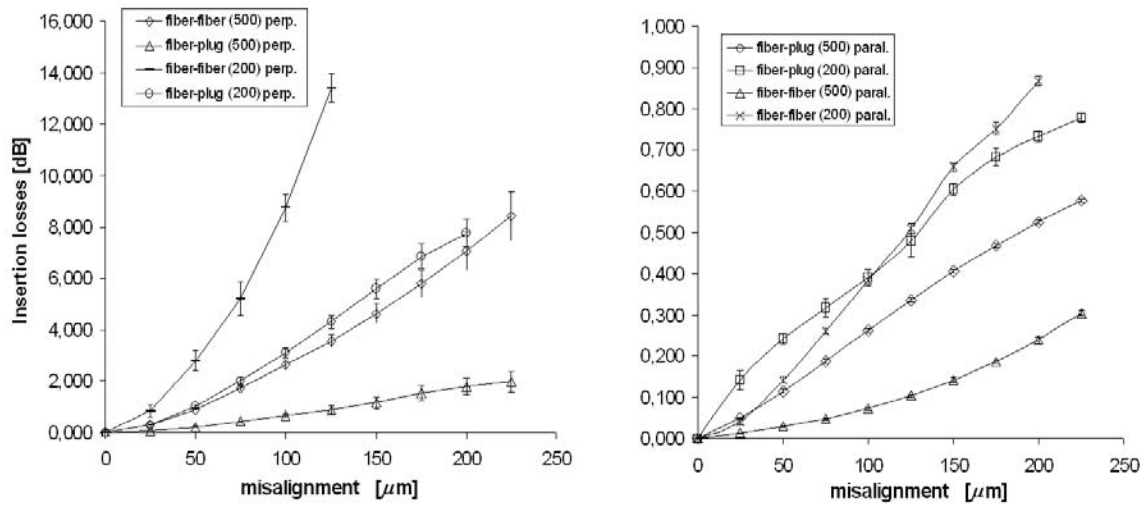 16,000
14,000
12,000
10,000
8,000
6,000
4,000
2,000
0,000
Insertion losses [dB]
fiber-fiber (500) perp.
fiber-plug (500) perp.
fiber-fiber (200) perp.
fiber-plug (200) perp.
0 50 100 150 200 250
misalignment [μm]
1,000
0,900
0,800
0,700
0,600
0,500
0,400
0,300
0,200
0,100
0,000
fiber-plug (500) paral.
fiber-plug (200) paral.
fiber-fiber (500) paral.
fiber-fiber (200) paral.
0 50 100 150 200 250
misalignment [μm]